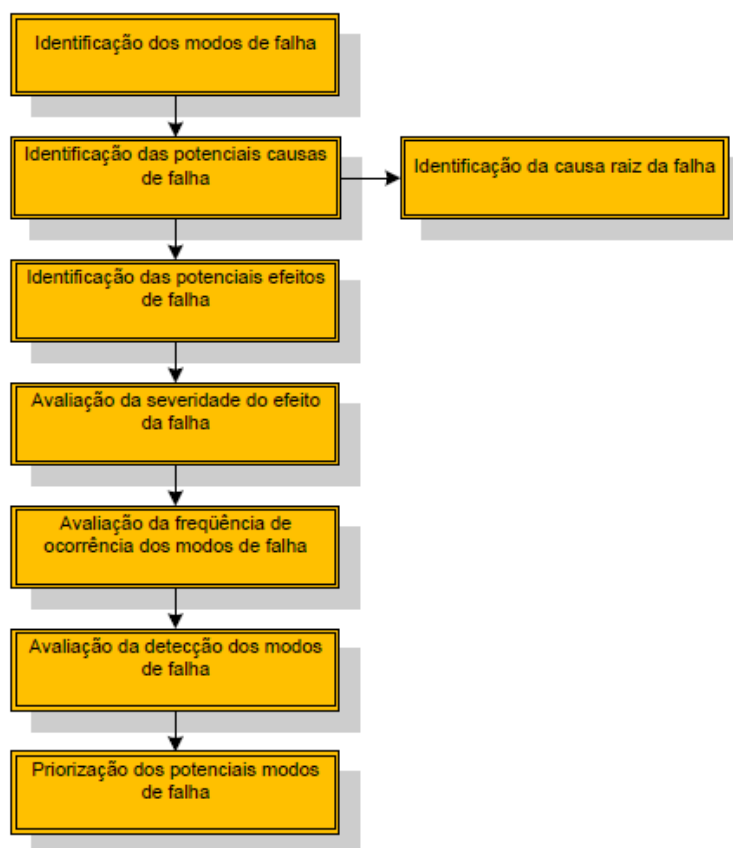 Identificação dos modos de falha
Identificação das potenciais causas
de falha
Identificação da causa raiz da falha
Identificação das potenciais efeitos
de falha
Avaliação da severidade do efeito
da falha
Avaliação da freqüência de
ocorrência dos modos de falha
Avaliação da detecção dos modos
de falha
Priorização dos potenciais modos
de falha